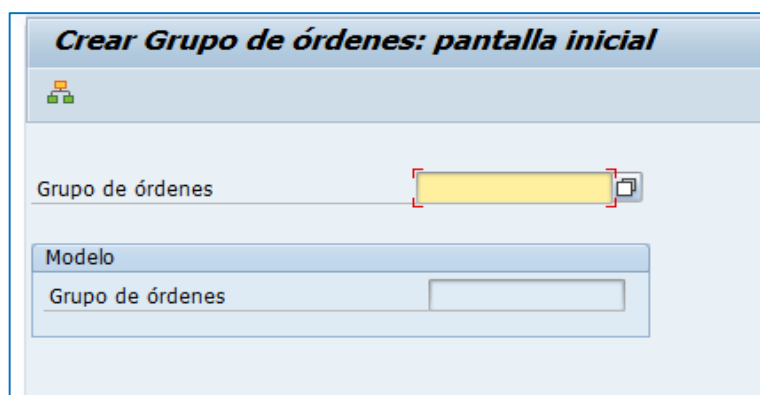 Crear Grupo de órdenes: pantalla inicial
Grupo de órdenes
Modelo
Grupo de órdenes